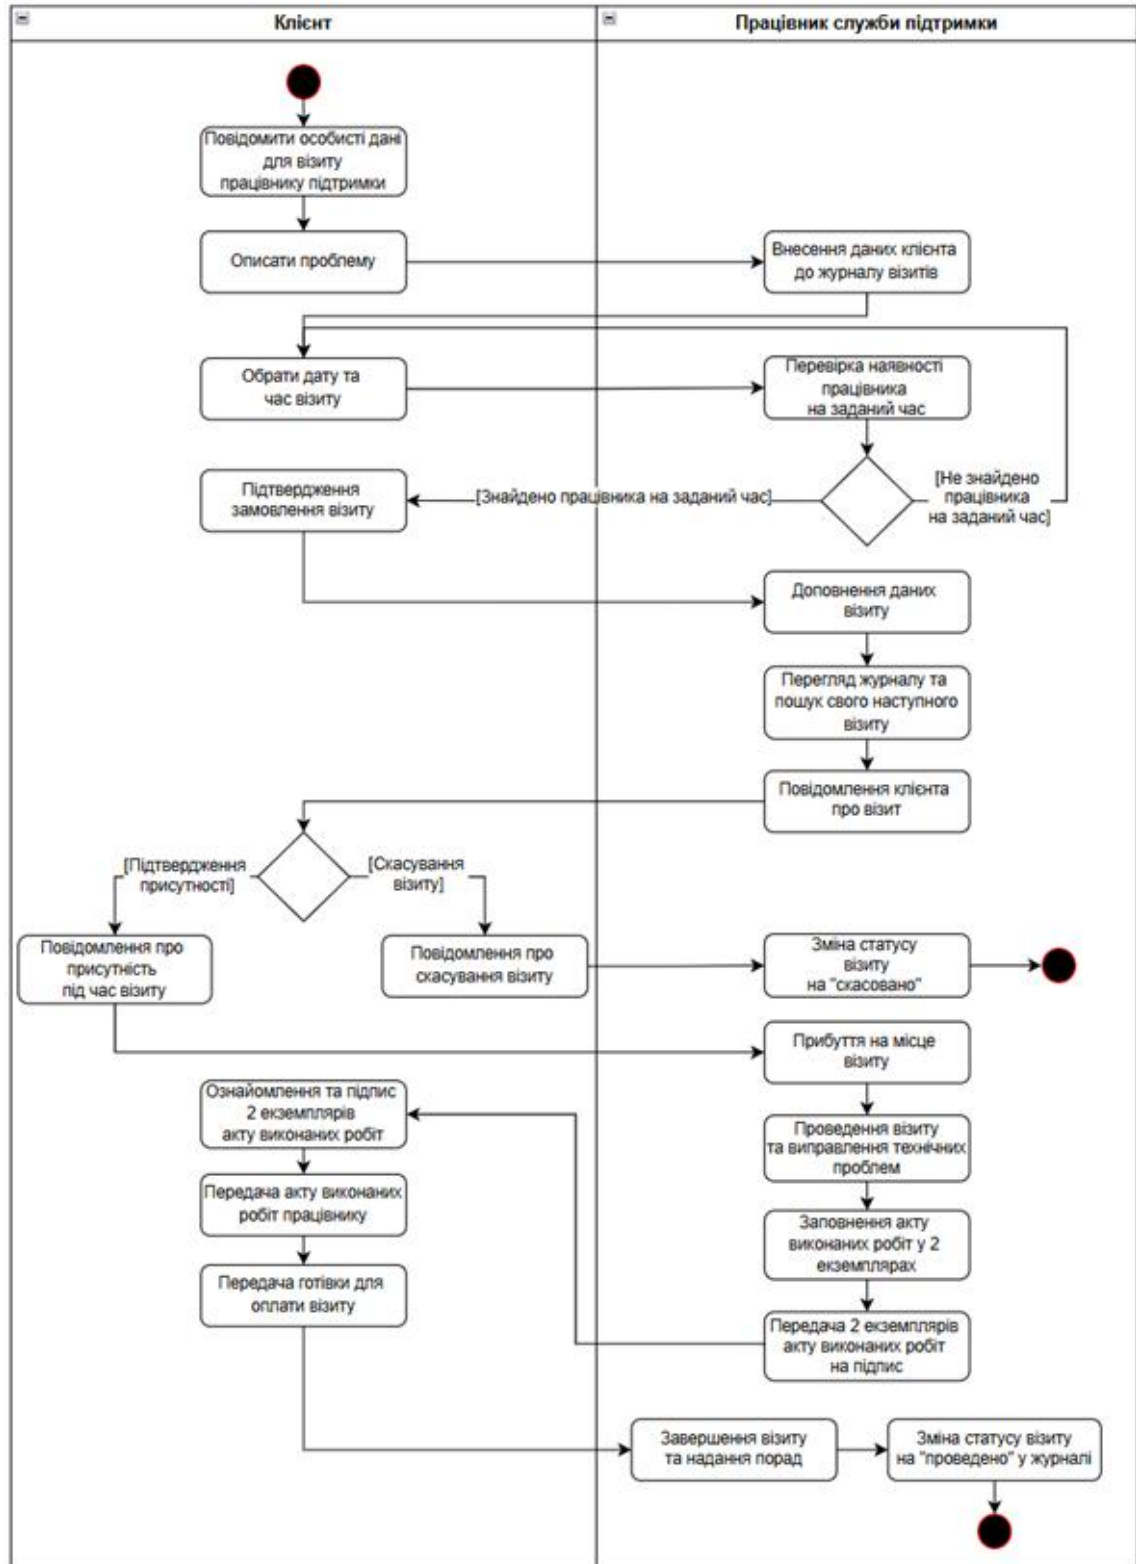 Клієнт
Працівник служби підтримки
Повідомити особисті дані
для візиту
працівнику підтримки
Описати проблему
Внесення даних клієнта
до журналу візитів
Обрати дату та
час візиту
Перевірка наявності
працівника
на заданий час
Підтвердження
замовлення візиту
[Знайдено працівника на заданий час]
[Не знайдено
працівника
на заданий час]
Доповнення даних
візиту
Перегляд журналу та
пошук свого наступного
візиту
Повідомлення клієнта
про візит
[Підтвердження
присутності]
[Скасування
візиту]
Повідомлення про
присутність
під час візиту
Повідомлення про
скасування візиту
Зміна статусу
візиту
на "скасовано"
Прибуття на місце
візиту
Ознайомлення та підпис
2 екземплярів
акту виконаних робіт
Проведення візиту
та виправлення технічних
проблем
Передача акту виконаних
робіт працівнику
Заповнення акту
виконаних робіт у 2
екземплярах
Передача готівки для
оплати візиту
Передача 2 екземплярів
акту виконаних робіт
на підпис
Завершення візиту
та надання порад
Зміна статусу візиту
на "проведено" у журналі